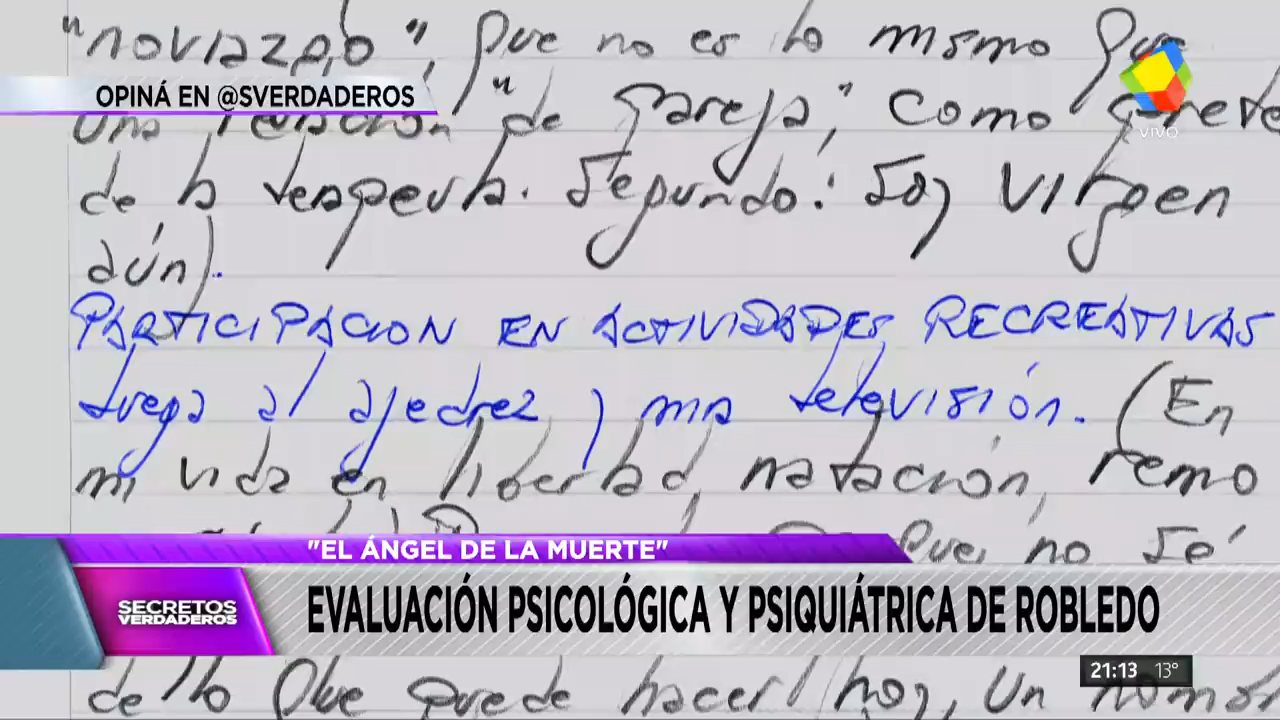 "noviazgo", que no es lo mismo que
OPINÁ EN @SVERDADEROS
una relación "de pareja", como
VIVO
de la terapeuta. Segundo: Soy virgen
aún).
PARTICIPACION EN ACTIVIDADES RECREATIVAS
Juega al ajedrez y mira televisión. (En
mi vida en libertad, natación, remo
que no sé
"EL ÁNGEL DE LA MUERTE"
SECRETOS
VERDADEROS
EVALUACIÓN PSICOLÓGICA Y PSIQUIÁTRICA DE ROBLEDO
21:13 13°
de lo que puede hacer hoy, un